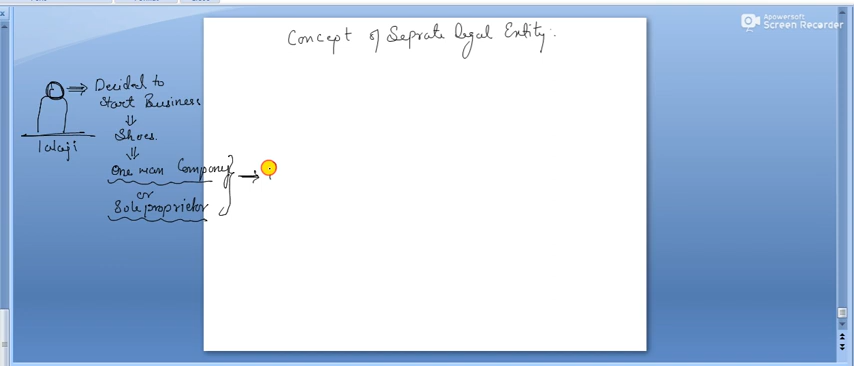 Apowersoft
Screen Recorder
Concept of Seprate Legal Entity:
Decided to
Start Business
⇓
Shoes.
⇓
lalaji
One man Company
or
Sole proprietor